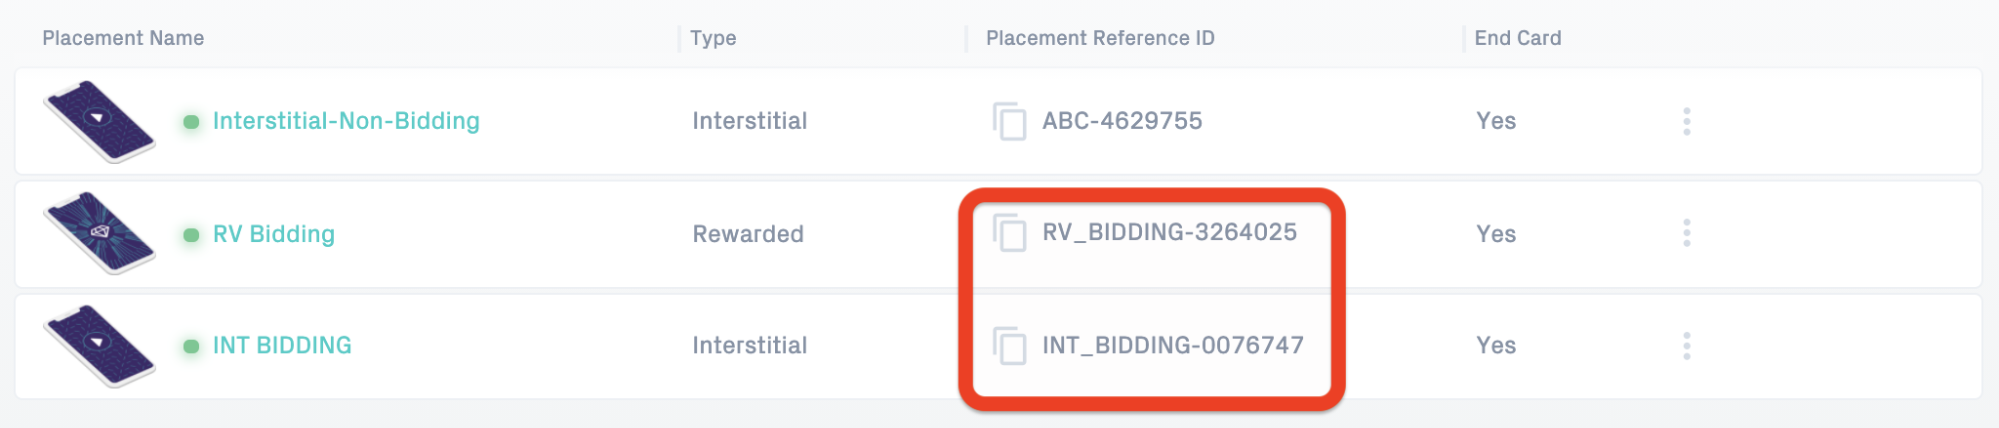 Placement Name Type Placement Reference ID End Card
Interstitial-Non-Bidding Interstitial ABC-4629755 Yes
RV Bidding Rewarded RV_BIDDING-3264025 Yes
INT BIDDING Interstitial INT_BIDDING-0076747 Yes